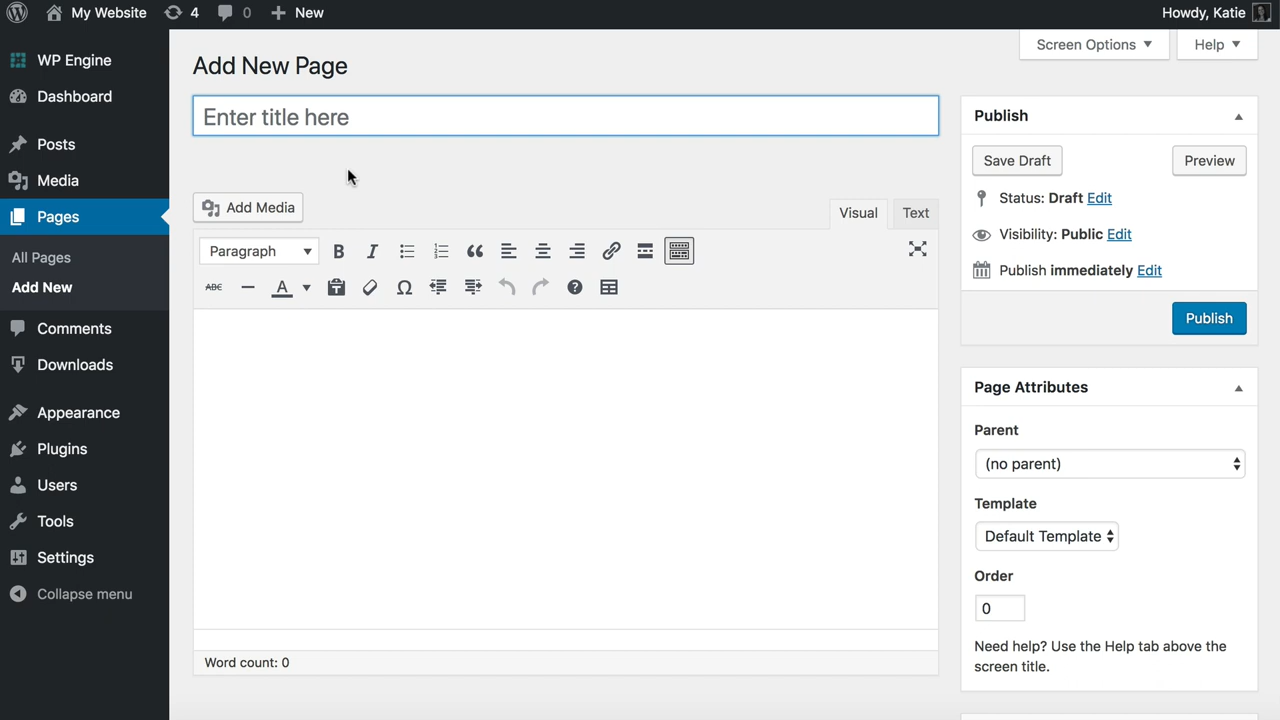 My Website 4 0 New Howdy, Katie
WP Engine
Dashboard
Posts
Media
Pages
All Pages
Add New
Comments
Downloads
Appearance
Plugins
Users
Tools
Settings
Collapse menu
Screen Options Help
Add New Page
Enter title here
Add Media
Visual Text
Paragraph B I
ABC A Ω
Word count: 0
Publish
Save Draft Preview
Status: Draft Edit
Visibility: Public Edit
Publish immediately Edit
Publish
Page Attributes
Parent
(no parent)
Template
Default Template
Order
0
Need help? Use the Help tab above the
screen title.